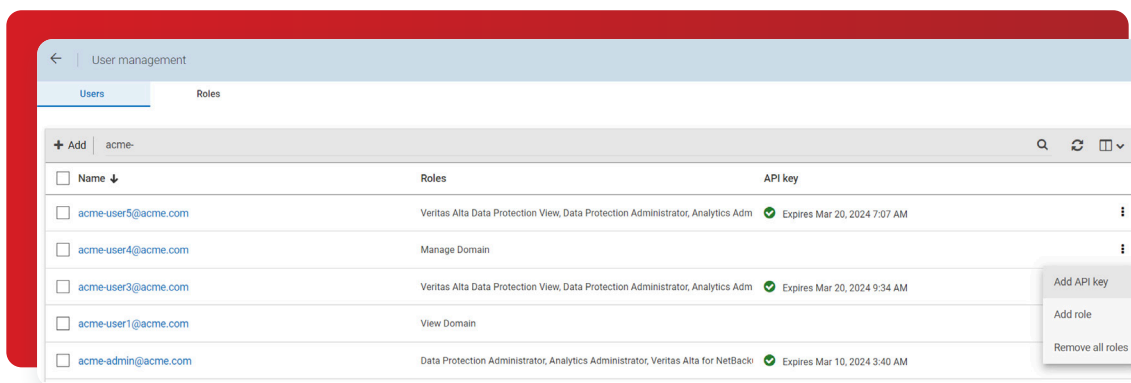 User management
Users Roles
Add acme-
Name Roles API key
acme-user5@acme.com Veritas Alta Data Protection View, Data Protection Administrator, Analytics Adm Expires Mar 20, 2024 7:07 AM
acme-user4@acme.com Manage Domain
acme-user3@acme.com Veritas Alta Data Protection View, Data Protection Administrator, Analytics Adm Expires Mar 20, 2024 9:34 AM
Add API key
acme-user1@acme.com View Domain
Add role
acme-admin@acme.com Data Protection Administrator, Analytics Administrator, Veritas Alta for NetBack Expires Mar 10, 2024 3:40 AM
Remove all roles